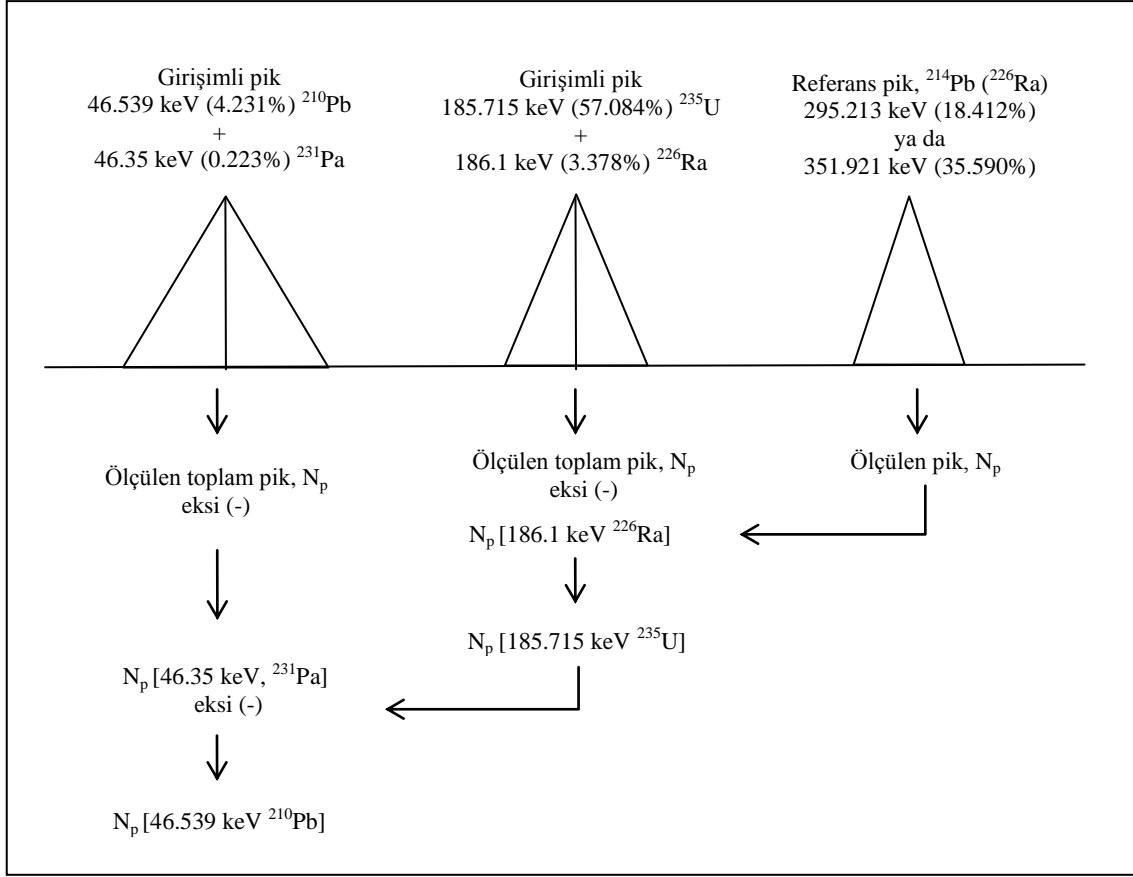 Girişimli pik
46.539 keV (4.231%) ²¹⁰Pb
+
46.35 keV (0.223%) ²³¹Pa
Girişimli pik
185.715 keV (57.084%) ²³⁵U
+
186.1 keV (3.378%) ²²⁶Ra
Referans pik, ²¹⁴Pb (²²⁶Ra)
295.213 keV (18.412%)
ya da
351.921 keV (35.590%)
Ölçülen toplam pik, Nₚ
eksi (-)
Ölçülen toplam pik, Nₚ
eksi (-)
Nₚ [186.1 keV ²²⁶Ra]
Ölçülen pik, Nₚ
Nₚ [185.715 keV ²³⁵U]
Nₚ [46.35 keV, ²³¹Pa]
eksi (-)
Nₚ [46.539 keV ²¹⁰Pb]